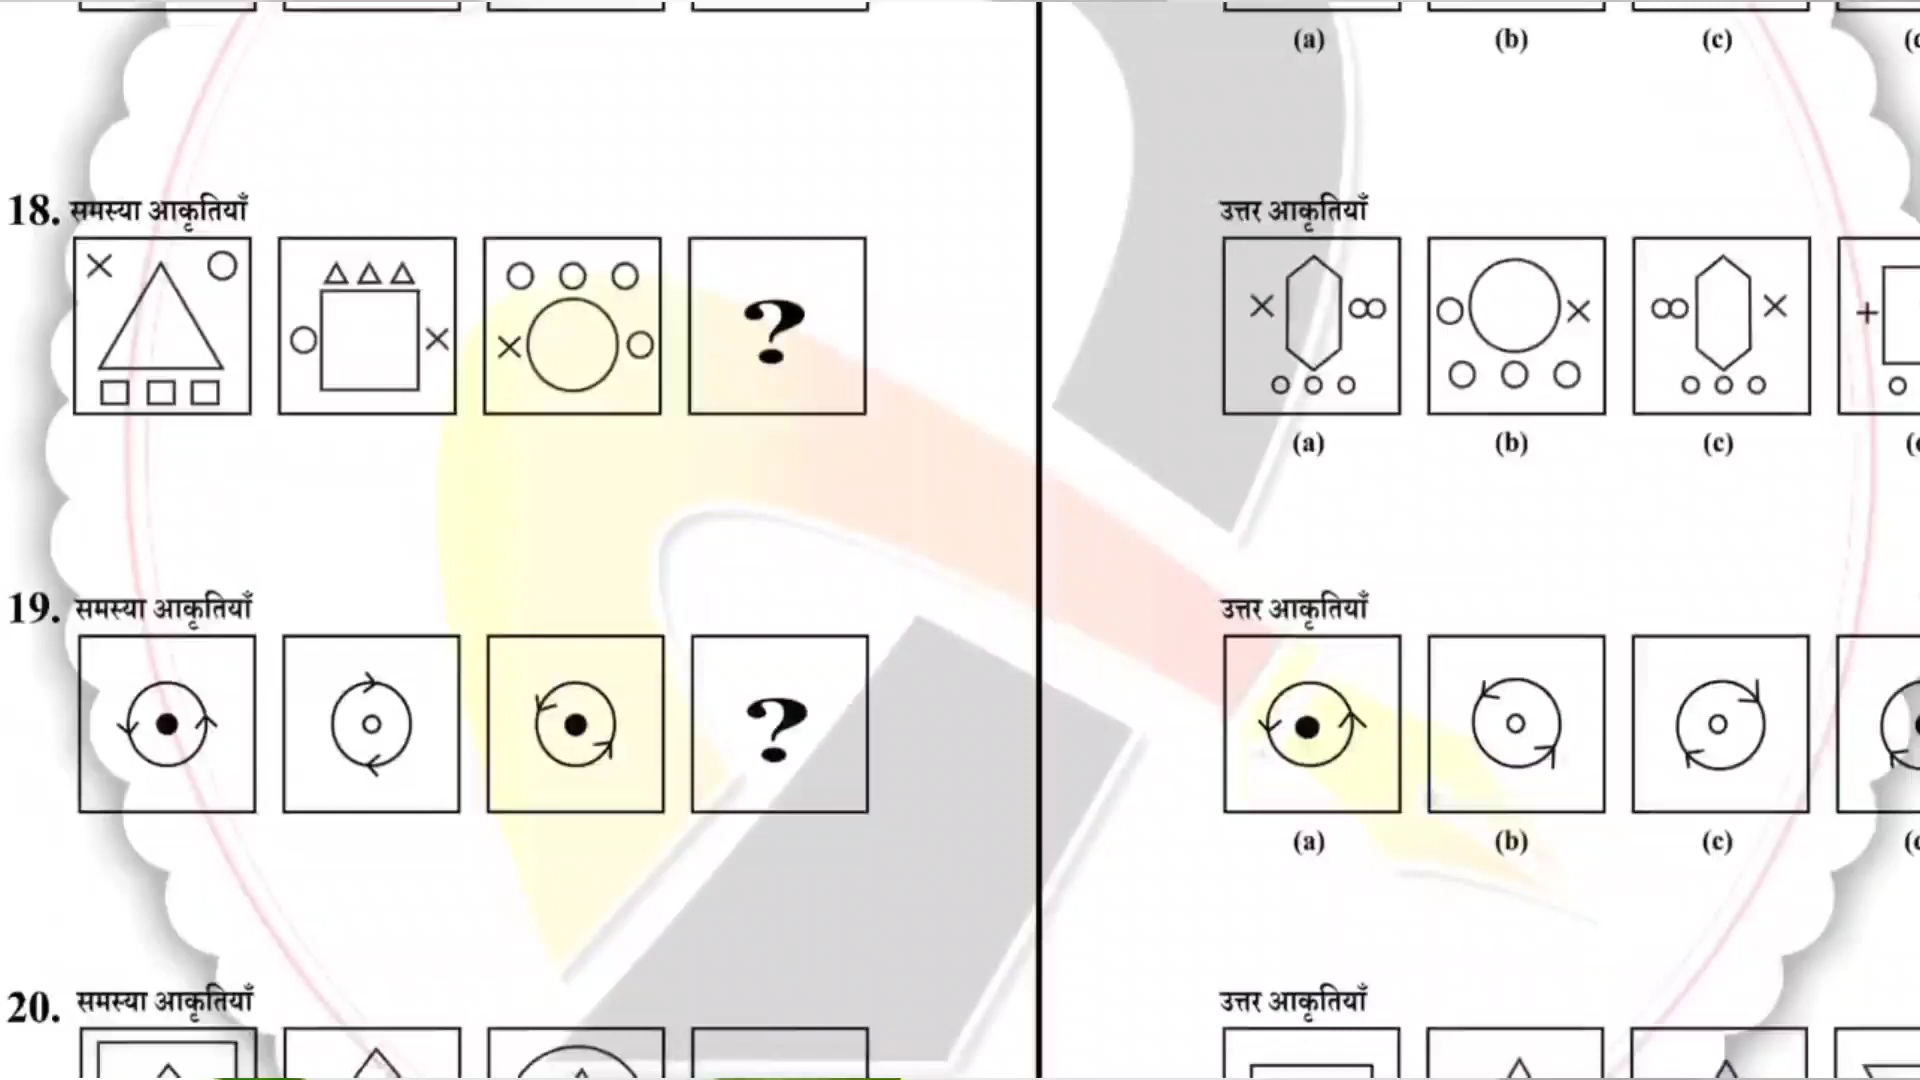 (a) (b) (c)
18. समस्या आकृतियाँ
?
उत्तर आकृतियाँ
(a) (b) (c)
19. समस्या आकृतियाँ
?
उत्तर आकृतियाँ
(a) (b) (c)
20. समस्या आकृतियाँ
उत्तर आकृतियाँ